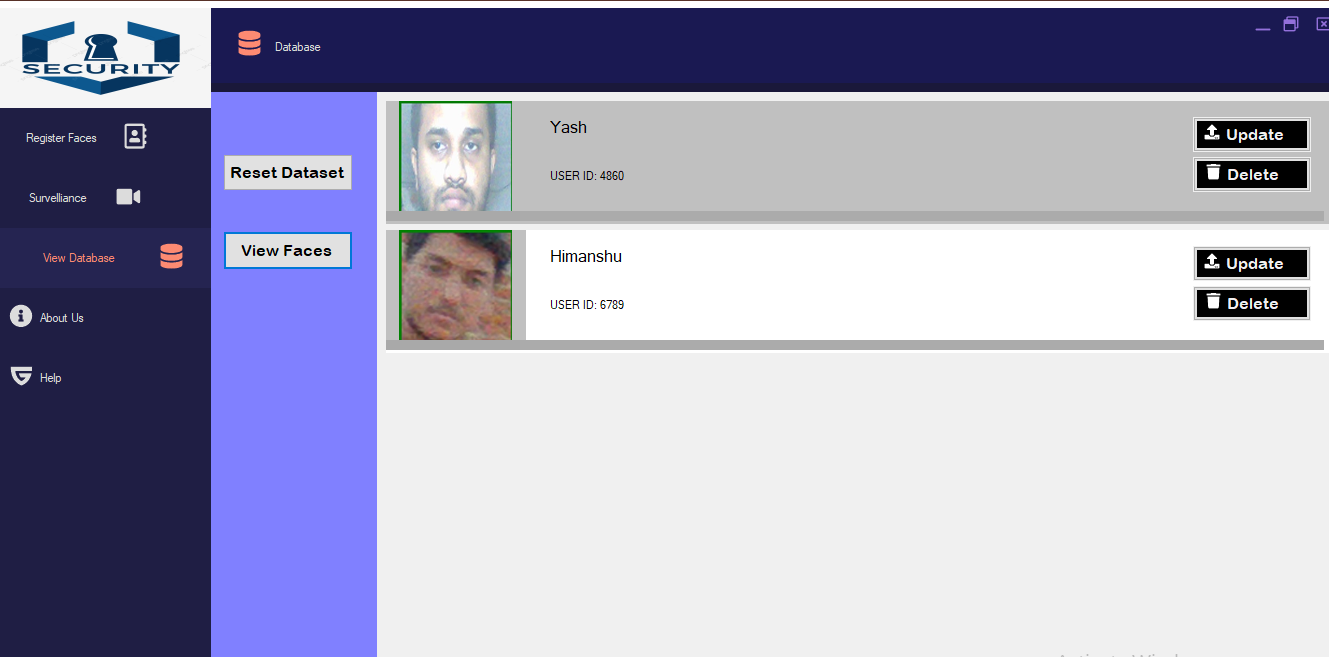 SECURITY
Database
Register Faces
Survelliance
View Database
About Us
Help
Reset Dataset
View Faces
Yash
USER ID: 4860
Update
Delete
Himanshu
USER ID: 6789
Update
Delete